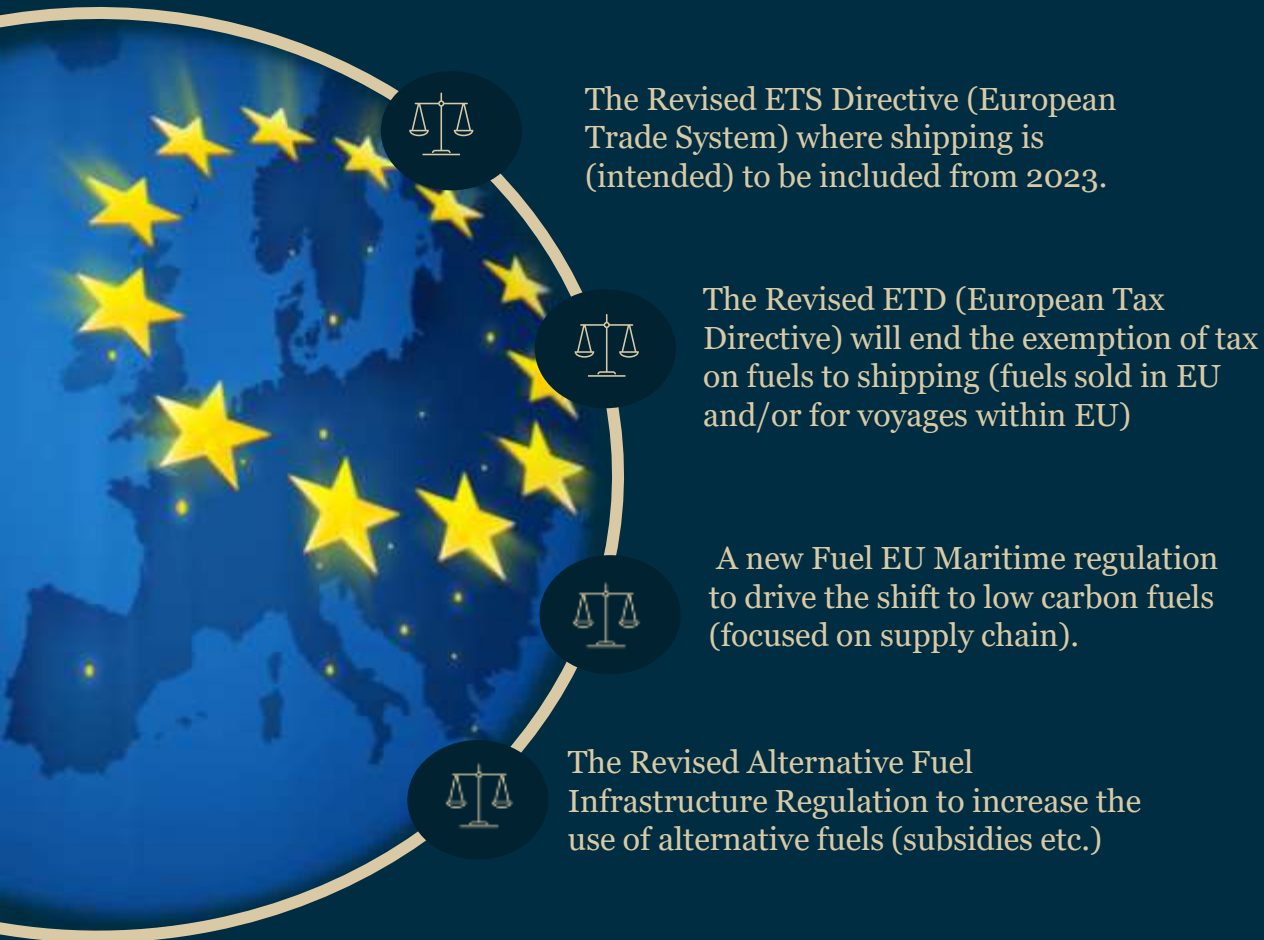 The Revised ETS Directive (European
Trade System) where shipping is
(intended) to be included from 2023.
The Revised ETD (European Tax
Directive) will end the exemption of tax
on fuels to shipping (fuels sold in EU
and/or for voyages within EU)
A new Fuel EU Maritime regulation
to drive the shift to low carbon fuels
(focused on supply chain).
The Revised Alternative Fuel
Infrastructure Regulation to increase the
use of alternative fuels (subsidies etc.)